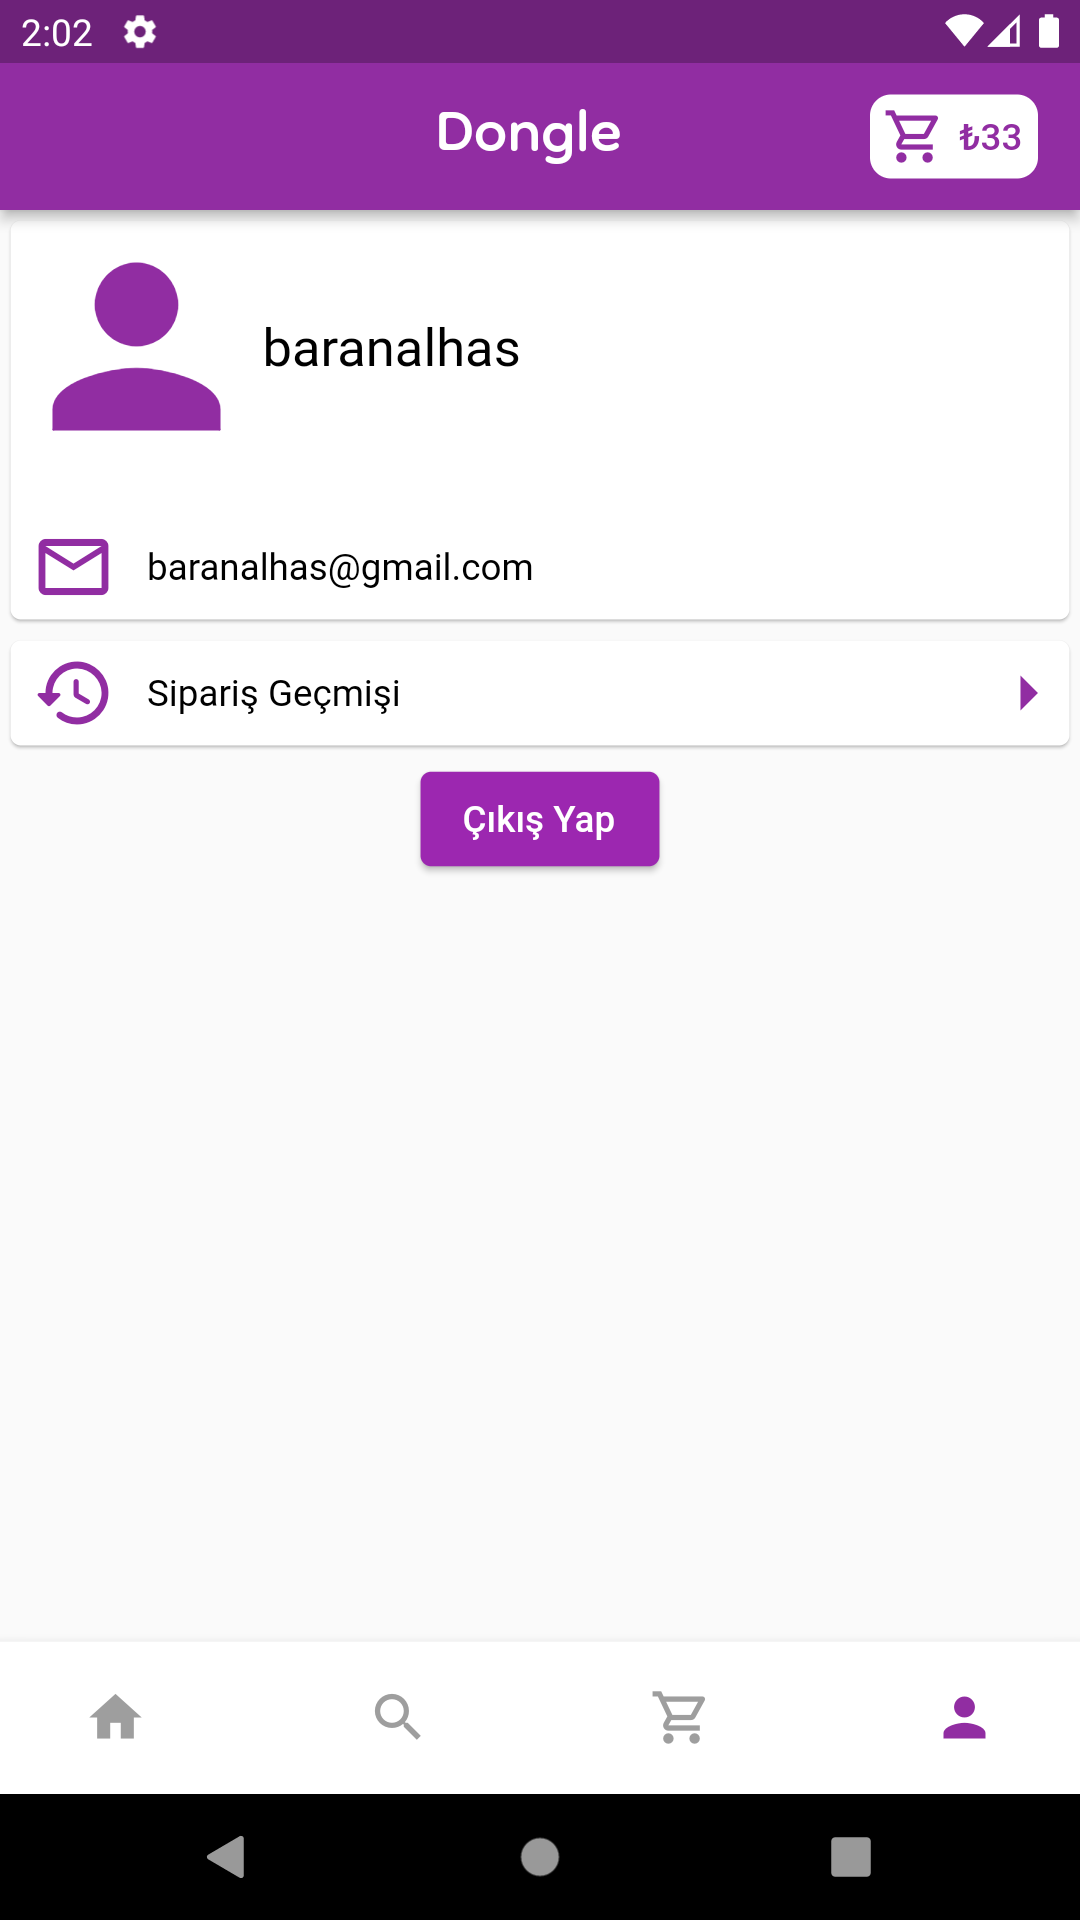 2:02
Dongle
₺33
baranalhas
baranalhas@gmail.com
Sipariş Geçmişi
Çıkış Yap